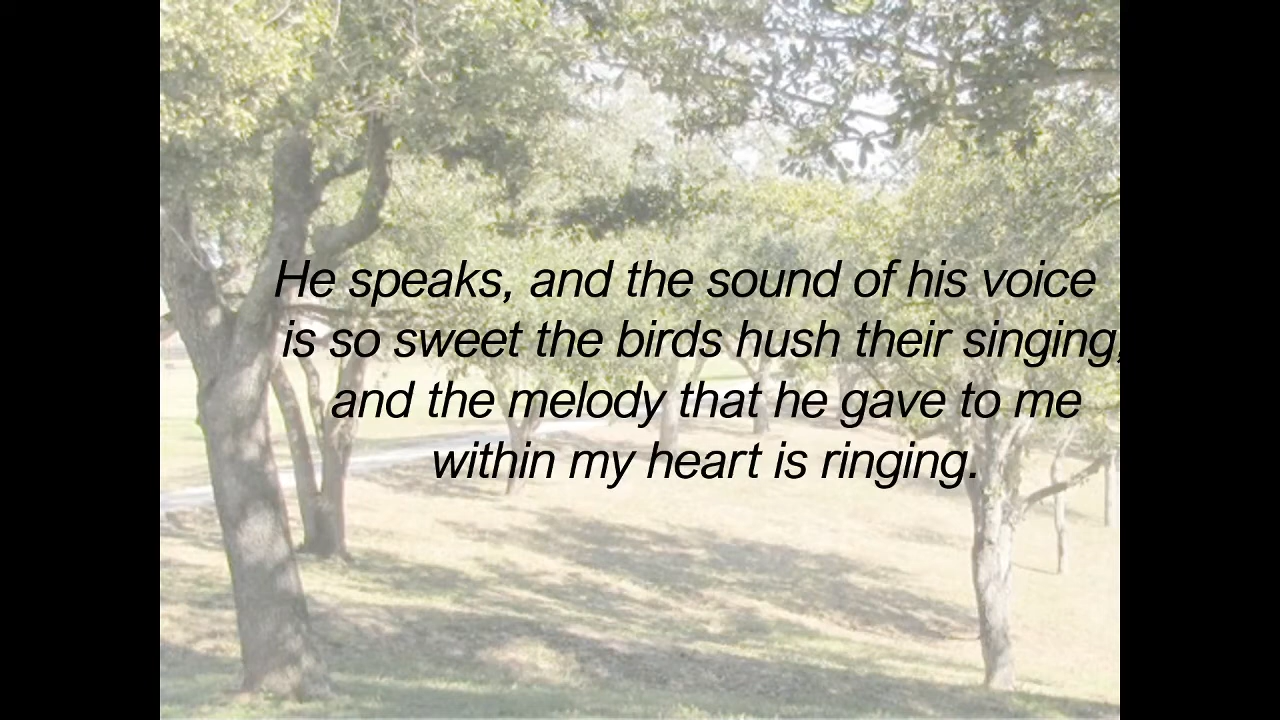 He speaks, and the sound of his voice
is so sweet the birds hush their singing,
and the melody that he gave to me
within my heart is ringing.